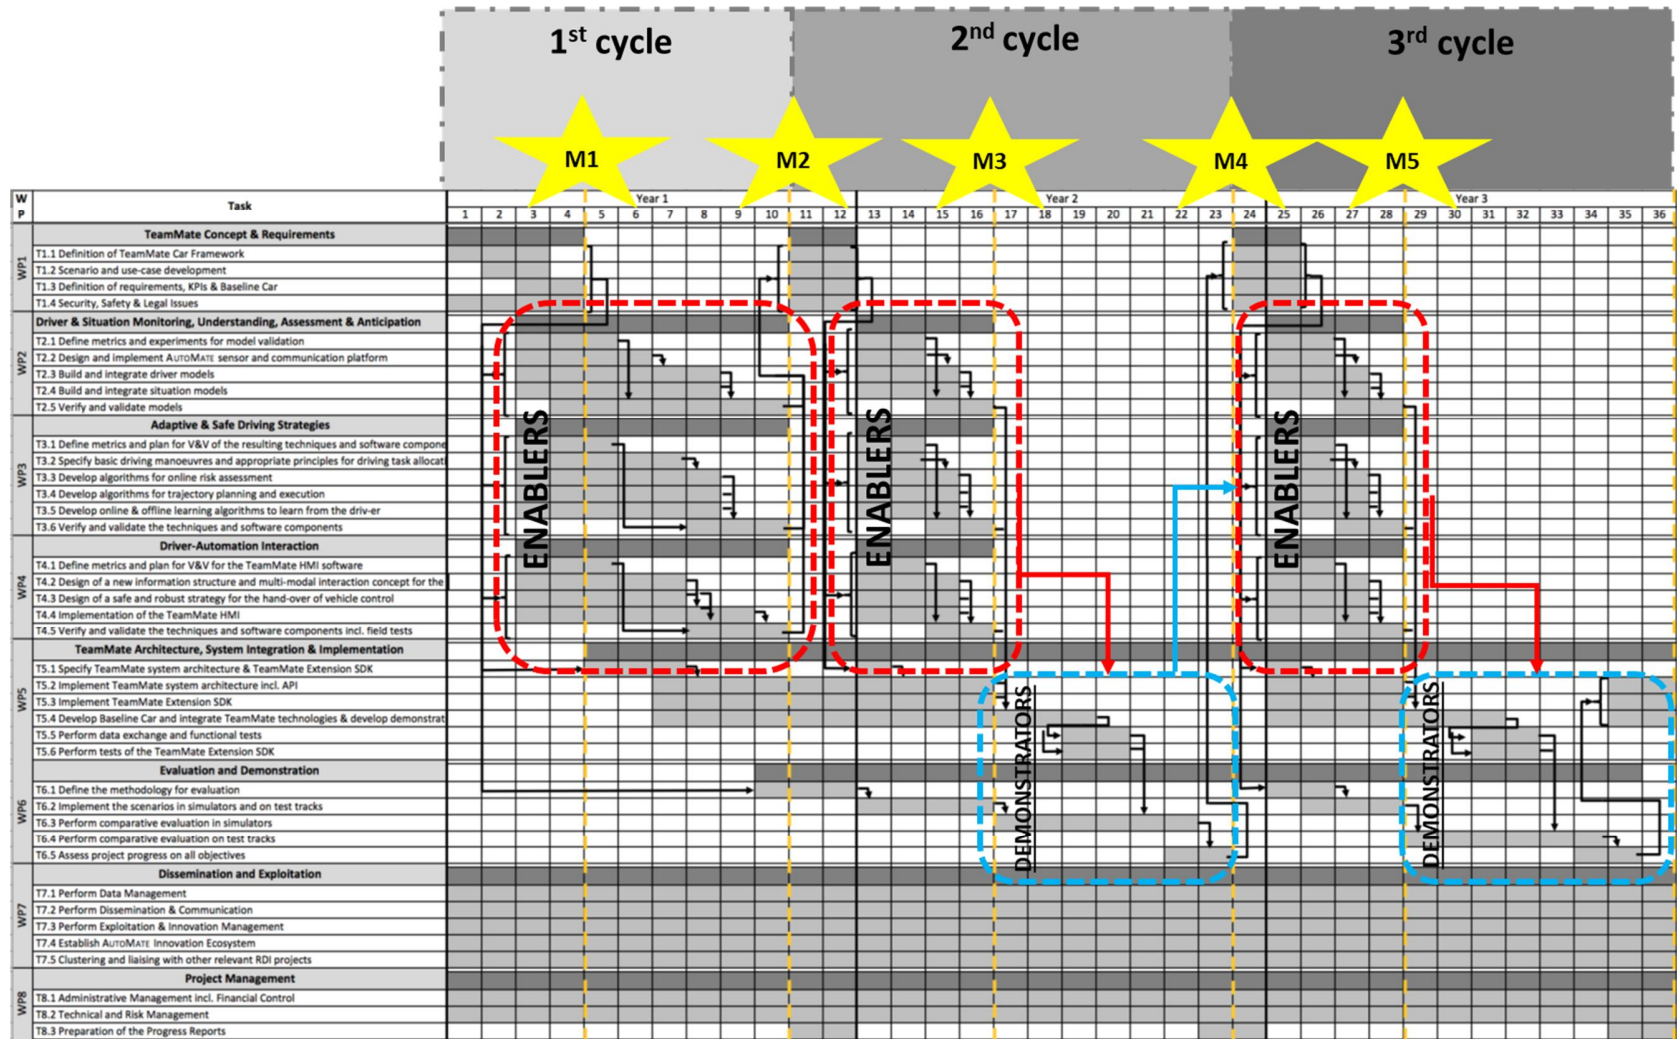 1st cycle
2nd cycle
3rd cycle
M1
M2
M3
M4
M5
W P
Task
Year 1
Year 2
Year 3
1 2 3 4 5 6 7 8 9 10 11 12 13 14 15 16 17 18 19 20 21 22 23 24 25 26 27 28 29 30 31 32 33 34 35 36
WP1
TeamMate Concept & Requirements
T1.1 Definition of TeamMate Car Framework
T1.2 Scenario and use-case development
T1.3 Definition of requirements, KPIs & Baseline Car
T1.4 Security, Safety & Legal Issues
WP2
Driver & Situation Monitoring, Understanding, Assessment & Anticipation
T2.1 Define metrics and experiments for model validation
T2.2 Design and implement AUTOMATE sensor and communication platform
T2.3 Build and integrate driver models
T2.4 Build and integrate situation models
T2.5 Verify and validate models
WP3
Adaptive & Safe Driving Strategies
T3.1 Define metrics and plan for V&V of the resulting techniques and software compone
T3.2 Specify basic driving manoeuvres and appropriate principles for driving task allocati
T3.3 Develop algorithms for online risk assessment
T3.4 Develop algorithms for trajectory planning and execution
T3.5 Develop online & offline learning algorithms to learn from the driv-er
T3.6 Verify and validate the techniques and software components
WP4
Driver-Automation Interaction
T4.1 Define metrics and plan for V&V for the TeamMate HMI software
T4.2 Design of a new information structure and multi-modal interaction concept for the
T4.3 Design of a safe and robust strategy for the hand-over of vehicle control
T4.4 Implementation of the TeamMate HMI
T4.5 Verify and validate the techniques and software components incl. field tests
ENABLERS
ENABLERS
ENABLERS
WP5
TeamMate Architecture, System Integration & Implementation
T5.1 Specify TeamMate system architecture & TeamMate Extension SDK
T5.2 Implement TeamMate system architecture incl. API
T5.3 Implement TeamMate Extension SDK
T5.4 Develop Baseline Car and integrate TeamMate technologies & develop demonstrat
T5.5 Perform data exchange and functional tests
T5.6 Perform tests of the TeamMate Extension SDK
WP6
Evaluation and Demonstration
T6.1 Define the methodology for evaluation
T6.2 Implement the scenarios in simulators and on test tracks
T6.3 Perform comparative evaluation in simulators
T6.4 Perform comparative evaluation on test tracks
T6.5 Assess project progress on all objectives
DEMONSTRATORS
DEMONSTRATORS
WP7
Dissemination and Exploitation
T7.1 Perform Data Management
T7.2 Perform Dissemination & Communication
T7.3 Perform Exploitation & Innovation Management
T7.4 Establish AUTOMATE Innovation Ecosystem
T7.5 Clustering and liaising with other relevant RDI projects
WP8
Project Management
T8.1 Administrative Management incl. Financial Control
T8.2 Technical and Risk Management
T8.3 Preparation of the Progress Reports